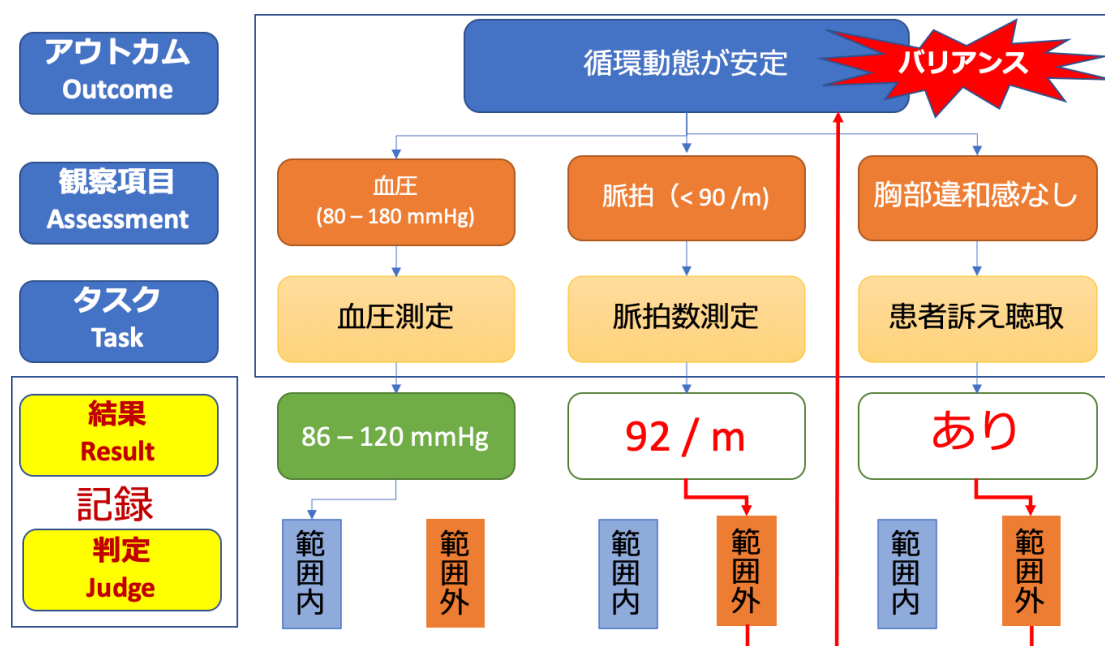 アウトカム
Outcome
循環動態が安定
バリアンス
観察項目
Assessment
血圧
(80 – 180 mmHg)
脈拍（< 90 /m)
胸部違和感なし
タスク
Task
血圧測定
脈拍数測定
患者訴え聴取
結果
Result
86 – 120 mmHg
92 / m
あり
記録
判定
Judge
範囲内
範囲外
範囲内
範囲外
範囲内
範囲外